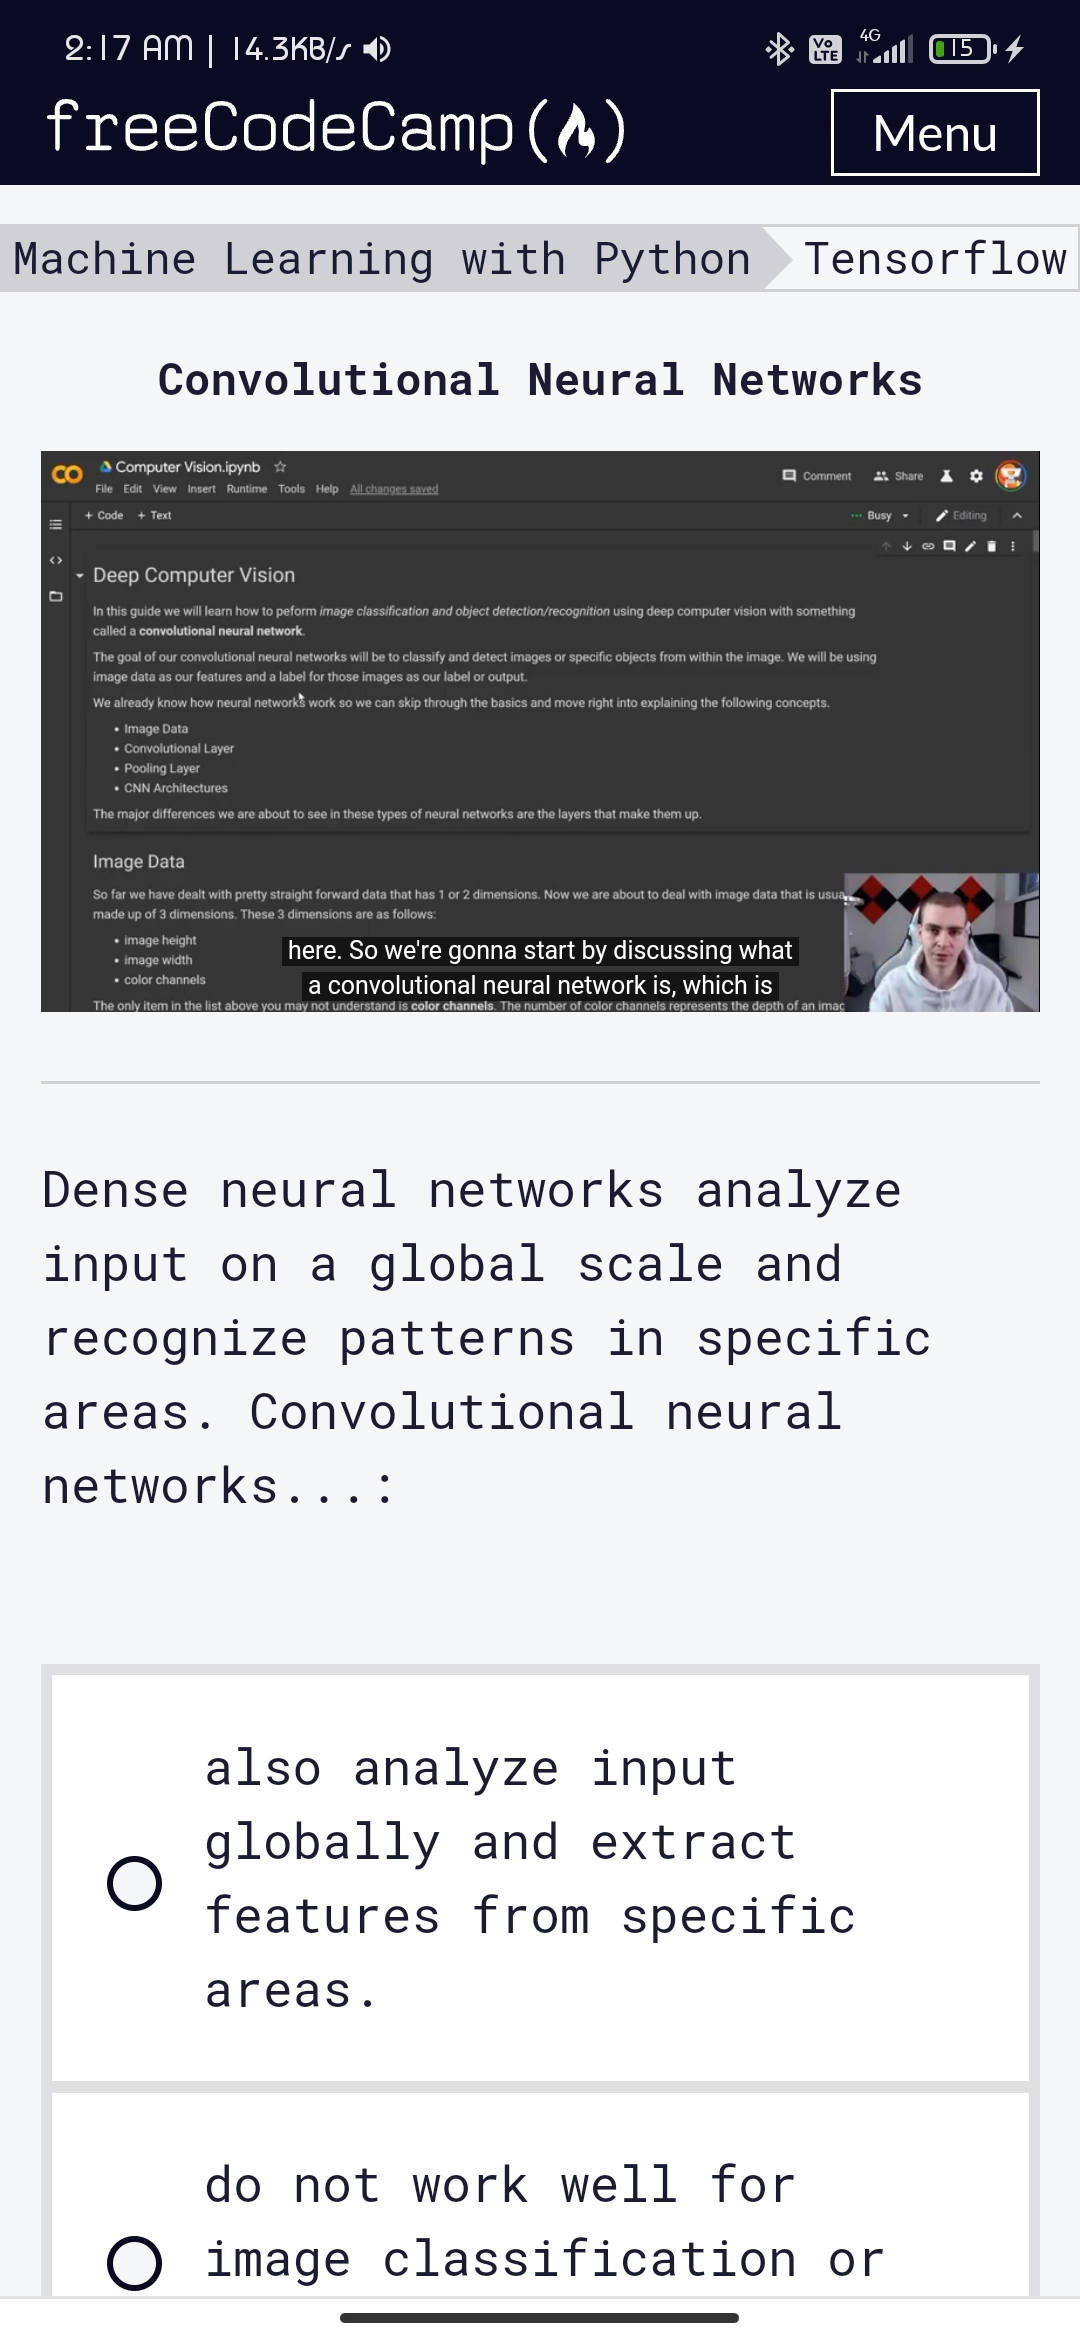 2:17 AM | 14.3KB/s
4G
Vo LTE
15
freeCodeCamp
Menu
Machine Learning with Python
Tensorflow
Convolutional Neural Networks
Computer Vision.ipynb
File Edit View Insert Runtime Tools Help All changes saved
Comment Share
+ Code + Text
Busy
Editing
Deep Computer Vision
In this guide we will learn how to peform image classification and object detection/recognition using deep computer vision with something
called a convolutional neural network.
The goal of our convolutional neural networks will be to classify and detect images or specific objects from within the image. We will be using
image data as our features and a label for those images as our label or output.
We already know how neural networks work so we can skip through the basics and move right into explaining the following concepts.
• Image Data
• Convolutional Layer
• Pooling Layer
• CNN Architectures
The major differences we are about to see in these types of neural networks are the layers that make them up.
Image Data
So far we have dealt with pretty straight forward data that has 1 or 2 dimensions. Now we are about to deal with image data that is usua
made up of 3 dimensions. These 3 dimensions are as follows:
• image height
• image width
• color channels
here. So we're gonna start by discussing what
a convolutional neural network is, which is
The only item in the list above you may not understand is color channels. The number of color channels represents the depth of an imag
Dense neural networks analyze
input on a global scale and
recognize patterns in specific
areas. Convolutional neural
networks...:
also analyze input
globally and extract
features from specific
areas.
do not work well for
image classification or